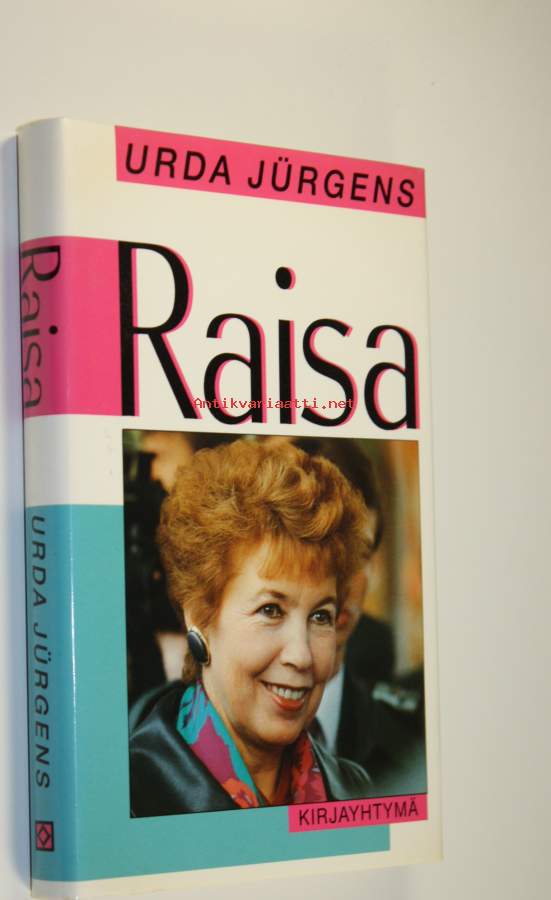 URDA JÜRGENS
Raisa
Antikvariaatti.net
KIRJAYHTYMÄ
Raisa
URDA JÜRGENS